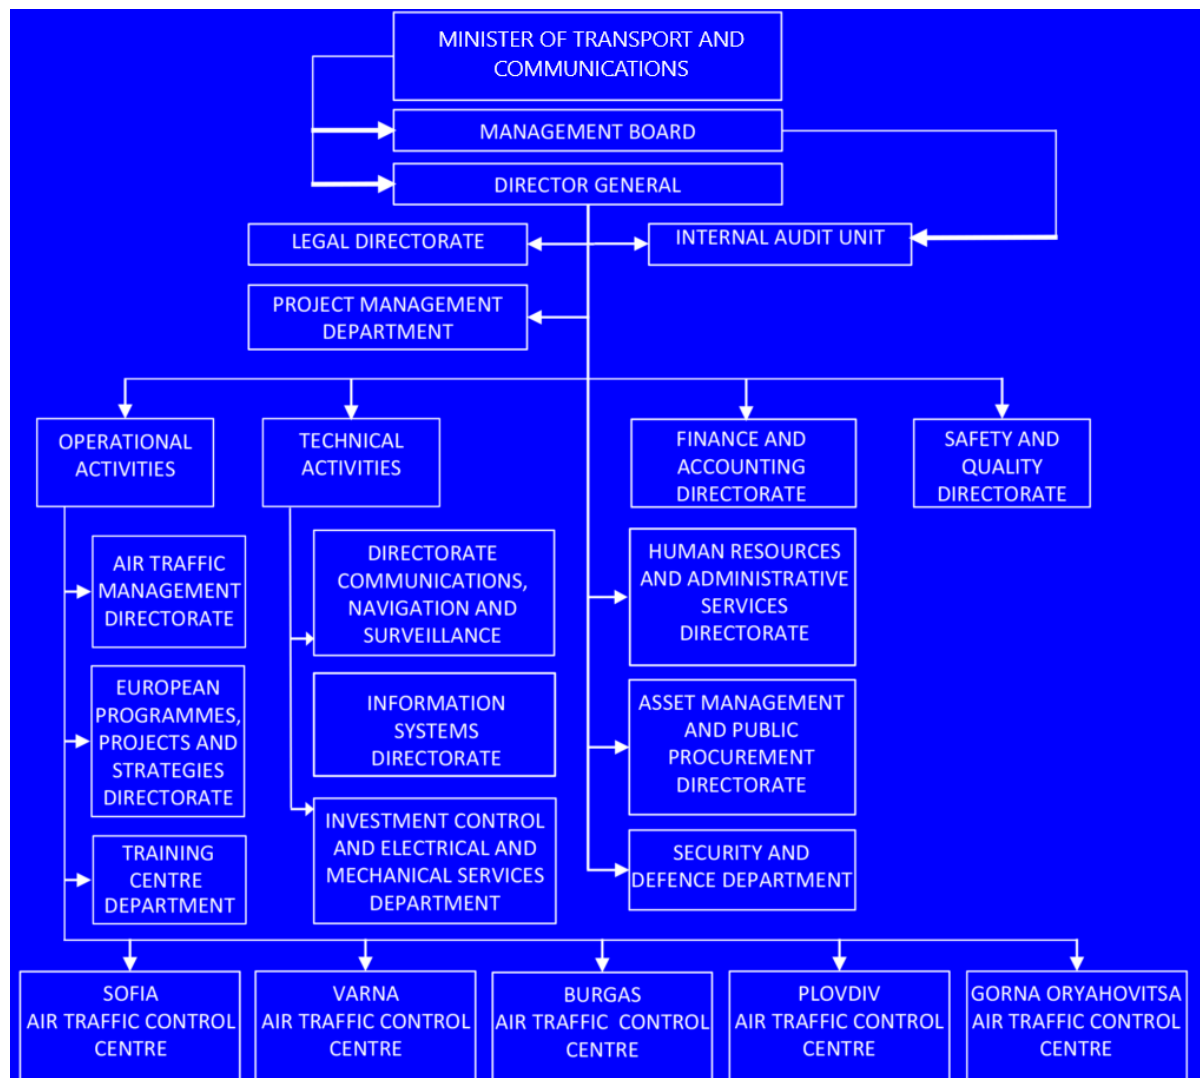 MINISTER OF TRANSPORT AND
COMMUNICATIONS
MANAGEMENT BOARD
DIRECTOR GENERAL
LEGAL DIRECTORATE
INTERNAL AUDIT UNIT
PROJECT MANAGEMENT
DEPARTMENT
OPERATIONAL
ACTIVITIES
TECHNICAL
ACTIVITIES
FINANCE AND
ACCOUNTING
DIRECTORATE
SAFETY AND
QUALITY
DIRECTORATE
AIR TRAFFIC
MANAGEMENT
DIRECTORATE
EUROPEAN
PROGRAMMES,
PROJECTS AND
STRATEGIES
DIRECTORATE
TRAINING
CENTRE
DEPARTMENT
DIRECTORATE
COMMUNICATIONS,
NAVIGATION AND
SURVEILLANCE
INFORMATION
SYSTEMS
DIRECTORATE
INVESTMENT CONTROL
AND ELECTRICAL AND
MECHANICAL SERVICES
DEPARTMENT
HUMAN RESOURCES
AND ADMINISTRATIVE
SERVICES
DIRECTORATE
ASSET MANAGEMENT
AND PUBLIC
PROCUREMENT
DIRECTORATE
SECURITY AND
DEFENCE DEPARTMENT
SOFIA
AIR TRAFFIC CONTROL
CENTRE
VARNA
AIR TRAFFIC CONTROL
CENTRE
BURGAS
AIR TRAFFIC CONTROL
CENTRE
PLOVDIV
AIR TRAFFIC CONTROL
CENTRE
GORNA ORYAHOVITSA
AIR TRAFFIC CONTROL
CENTRE